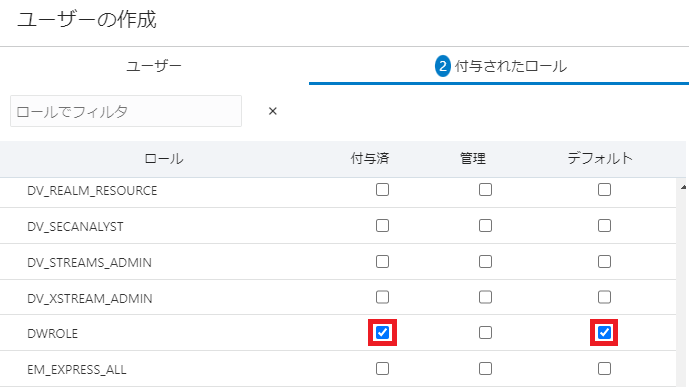 ユーザーの作成
ユーザー
2 付与されたロール
ロールでフィルタ ×
ロール 付与済 管理 デフォルト
DV_REALM_RESOURCE
DV_SECANALYST
DV_STREAMS_ADMIN
DV_XSTREAM_ADMIN
DWROLE
EM_EXPRESS_ALL